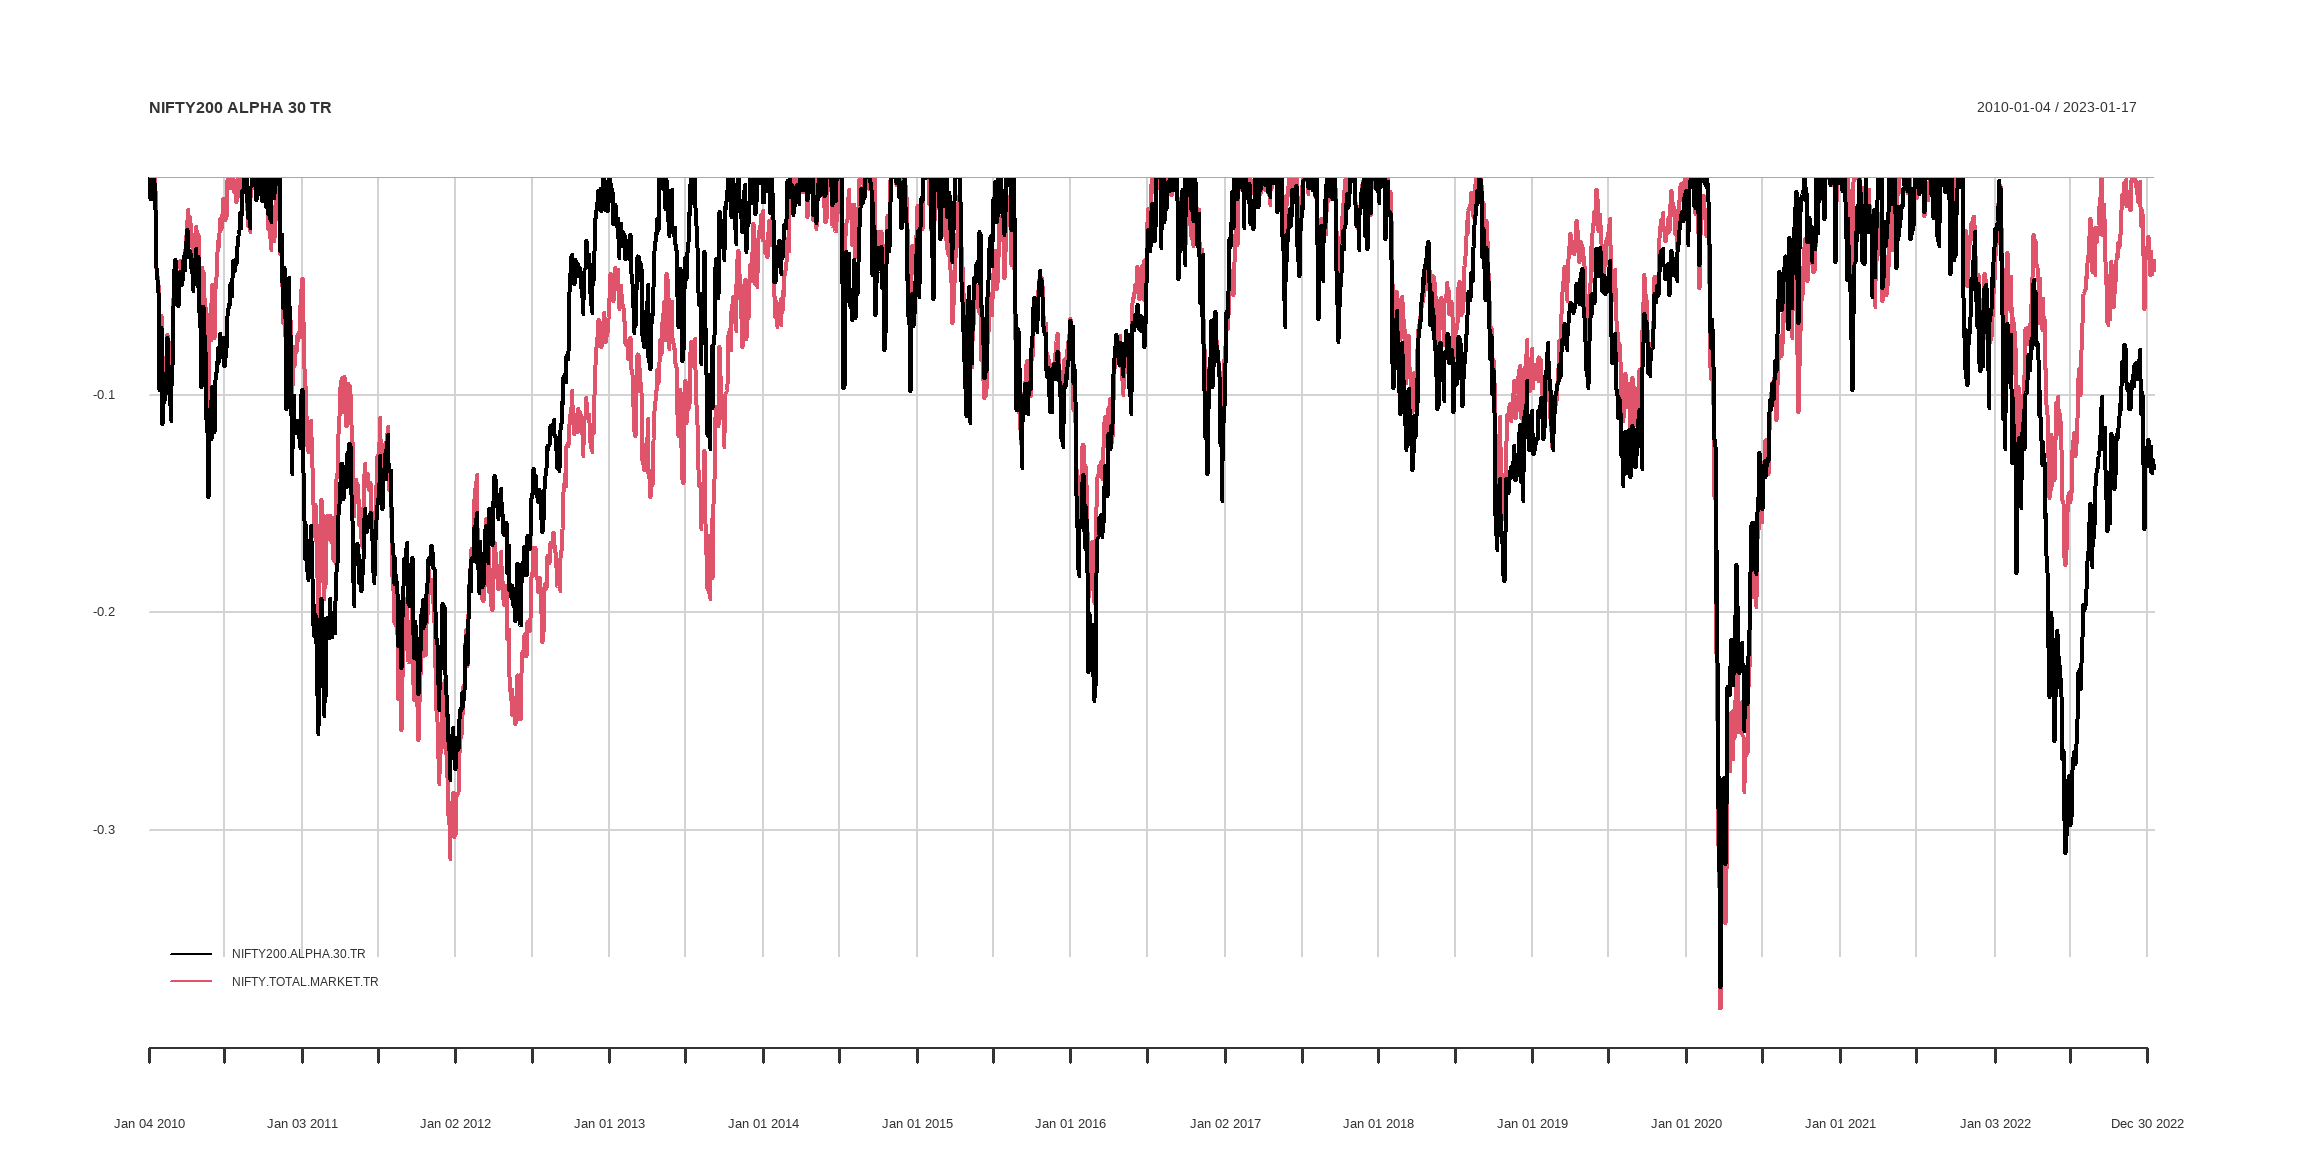 NIFTY200 ALPHA 30 TR
2010-01-04 / 2023-01-17
-0.1
-0.2
-0.3
NIFTY200.ALPHA.30.TR
NIFTY.TOTAL.MARKET.TR
Jan 04 2010 Jan 03 2011 Jan 02 2012 Jan 01 2013 Jan 01 2014 Jan 01 2015 Jan 01 2016 Jan 02 2017 Jan 01 2018 Jan 01 2019 Jan 01 2020 Jan 01 2021 Jan 03 2022 Dec 30 2022